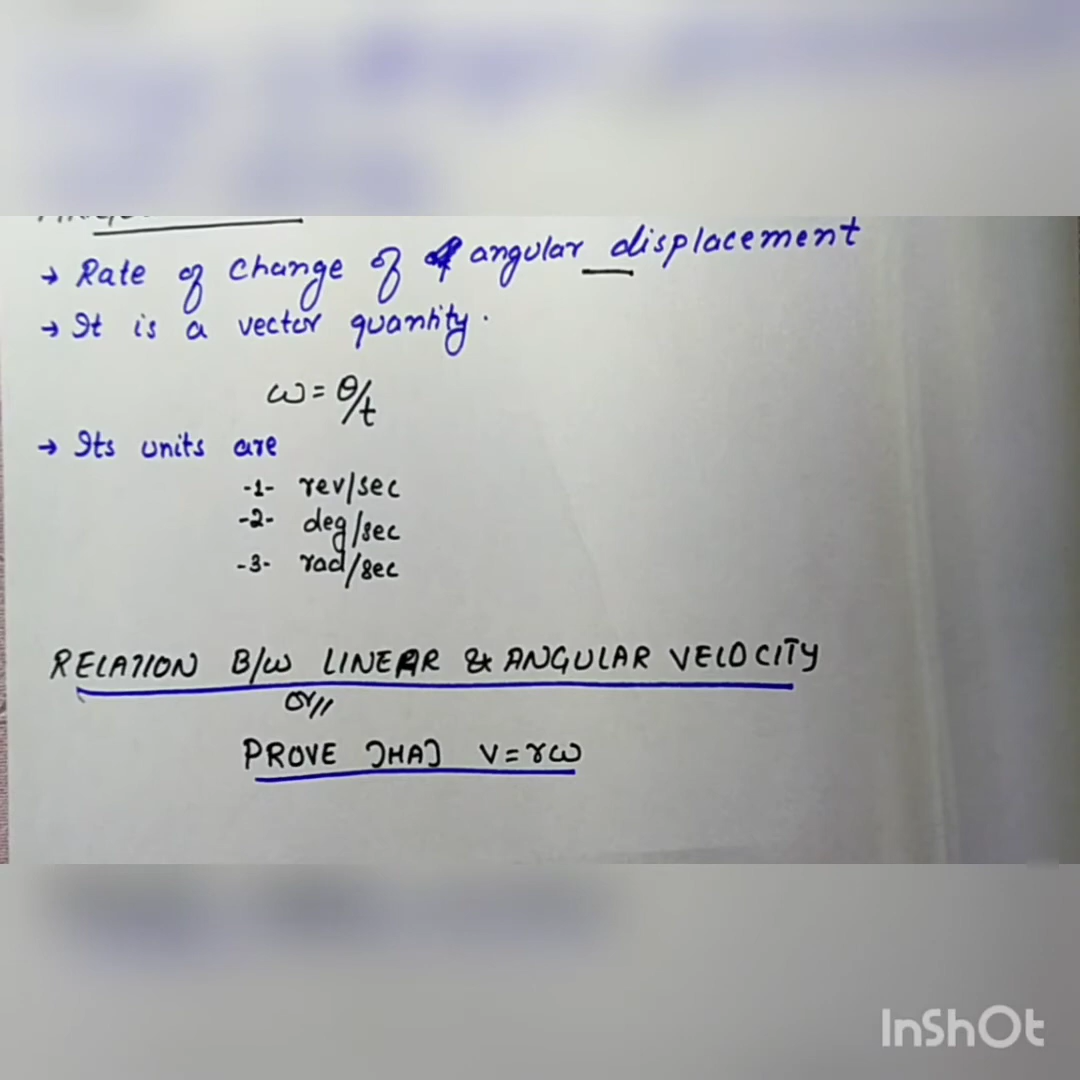 → Rate of change of angular displacement
→ It is a vector quantity.
ω = θ/t
→ Its units are
-1- rev/sec
-2- deg/sec
-3- rad/sec
RELATION B/W LINEAR & ANGULAR VELOCITY
or//
PROVE THAT V = rω
InShOt